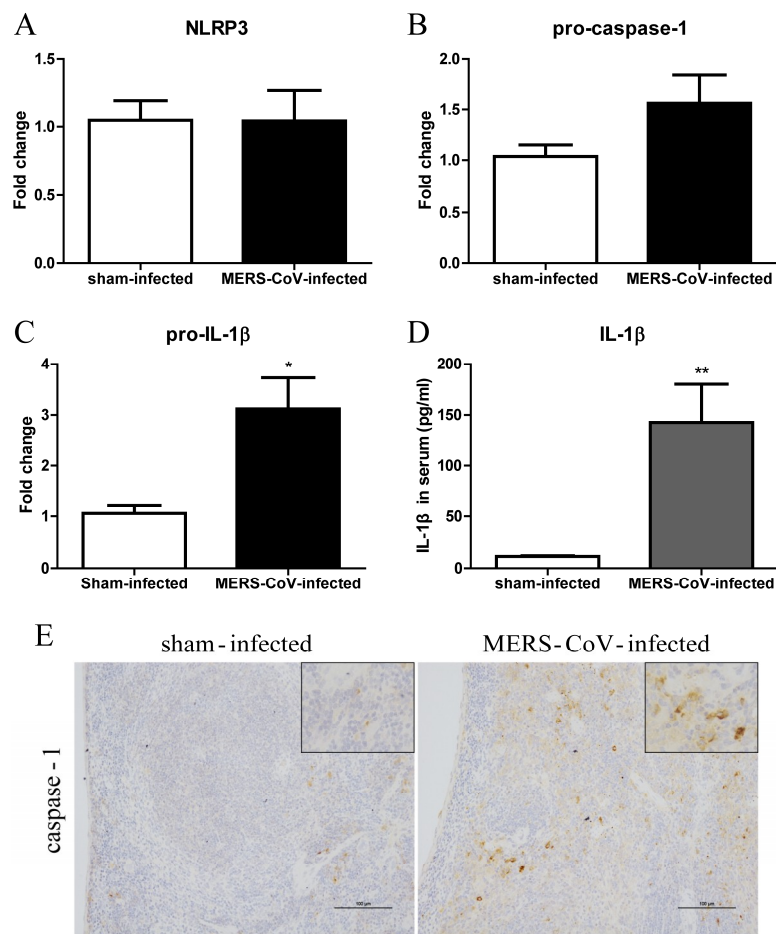 A
NLRP3
Fold change
1.5
1.0
0.5
0.0
sham-infected
MERS-CoV-infected
B
pro-caspase-1
Fold change
2.0
1.5
1.0
0.5
0.0
sham-infected
MERS-CoV-infected
C
pro-IL-1β
Fold change
4
3
2
1
0
*
Sham-infected
MERS-CoV-infected
D
IL-1β
IL-1β in serum (pg/ml)
200
150
100
50
0
**
sham-infected
MERS-CoV-infected
E
sham-infected
MERS-CoV-infected
caspase-1
100 µm
100 µm